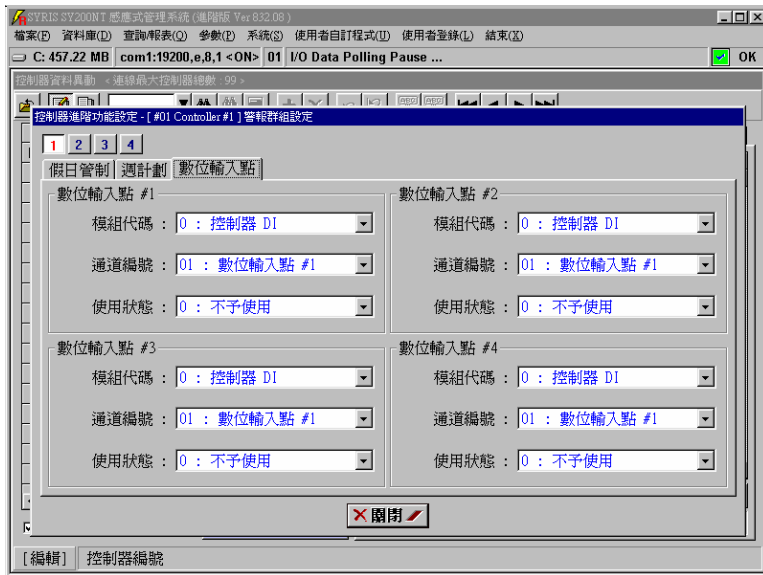 SYRIS SY200NT 感應式管理系統 (進階版 Ver 832.08 )
檔案(F) 資料庫(D) 查詢/報表(Q) 參數(P) 系統(S) 使用者自訂程式(U) 使用者登錄(L) 結束(X)
C: 457.22 MB com1:19200,e,8,1 <ON> 01 I/O Data Polling Pause ... OK
控制器資料異動 < 連線最大控制器總數 : 99 >
控制器進階功能設定 - [ #01 Controller #1 ] 警報群組設定
1 2 3 4
假日管制 週計劃 數位輸入點
數位輸入點 #1 數位輸入點 #2
模組代碼 : 0 : 控制器 DI 模組代碼 : 0 : 控制器 DI
通道編號 : 01 : 數位輸入點 #1 通道編號 : 01 : 數位輸入點 #1
使用狀態 : 0 : 不予使用 使用狀態 : 0 : 不予使用
數位輸入點 #3 數位輸入點 #4
模組代碼 : 0 : 控制器 DI 模組代碼 : 0 : 控制器 DI
通道編號 : 01 : 數位輸入點 #1 通道編號 : 01 : 數位輸入點 #1
使用狀態 : 0 : 不予使用 使用狀態 : 0 : 不予使用
關閉
[編輯] 控制器編號